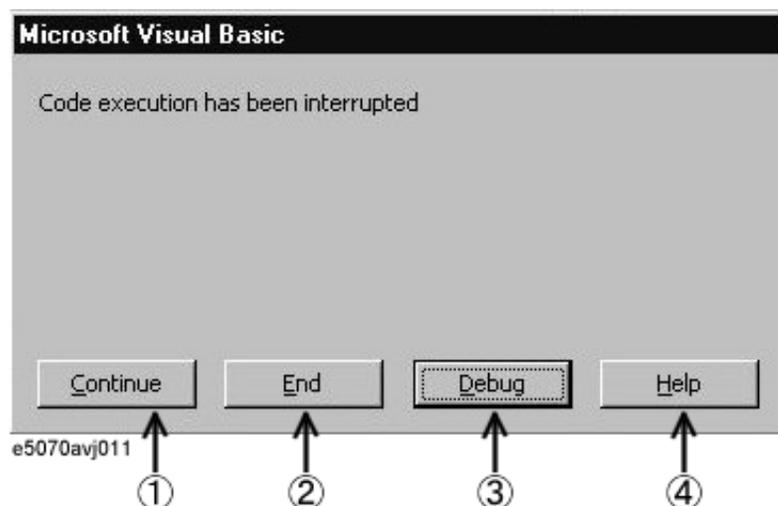 Microsoft Visual Basic
Code execution has been interrupted
Continue End Debug Help
e5070avj011
① ② ③ ④